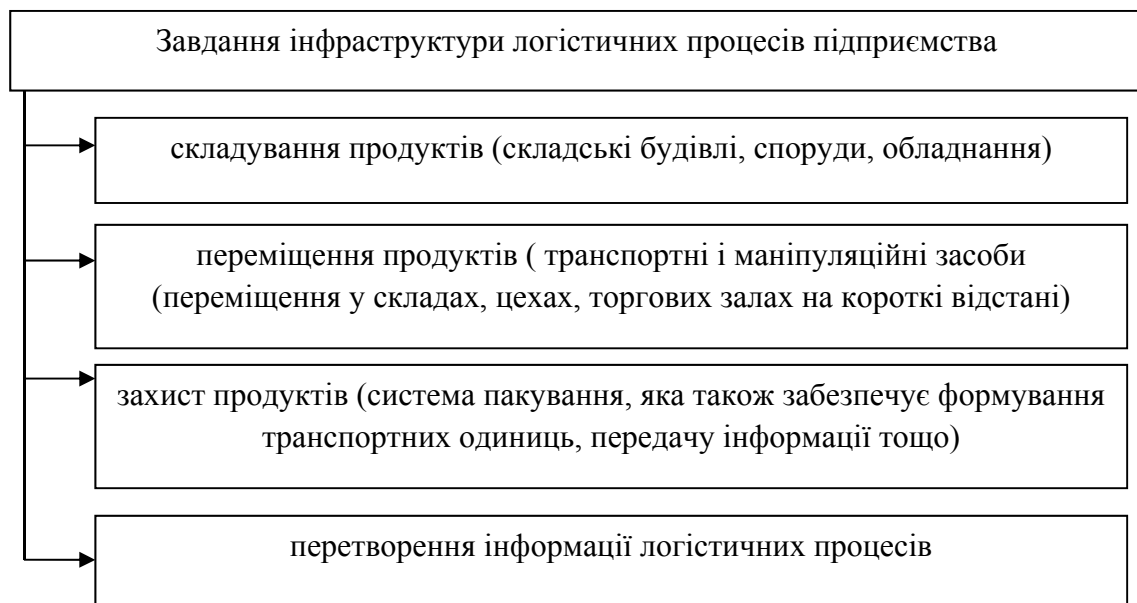 Завдання інфраструктури логістичних процесів підприємства
складування продуктів (складські будівлі, споруди, обладнання)
переміщення продуктів ( транспортні і маніпуляційні засоби
(переміщення у складах, цехах, торгових залах на короткі відстані)
захист продуктів (система пакування, яка також забезпечує формування
транспортних одиниць, передачу інформації тощо)
перетворення інформації логістичних процесів